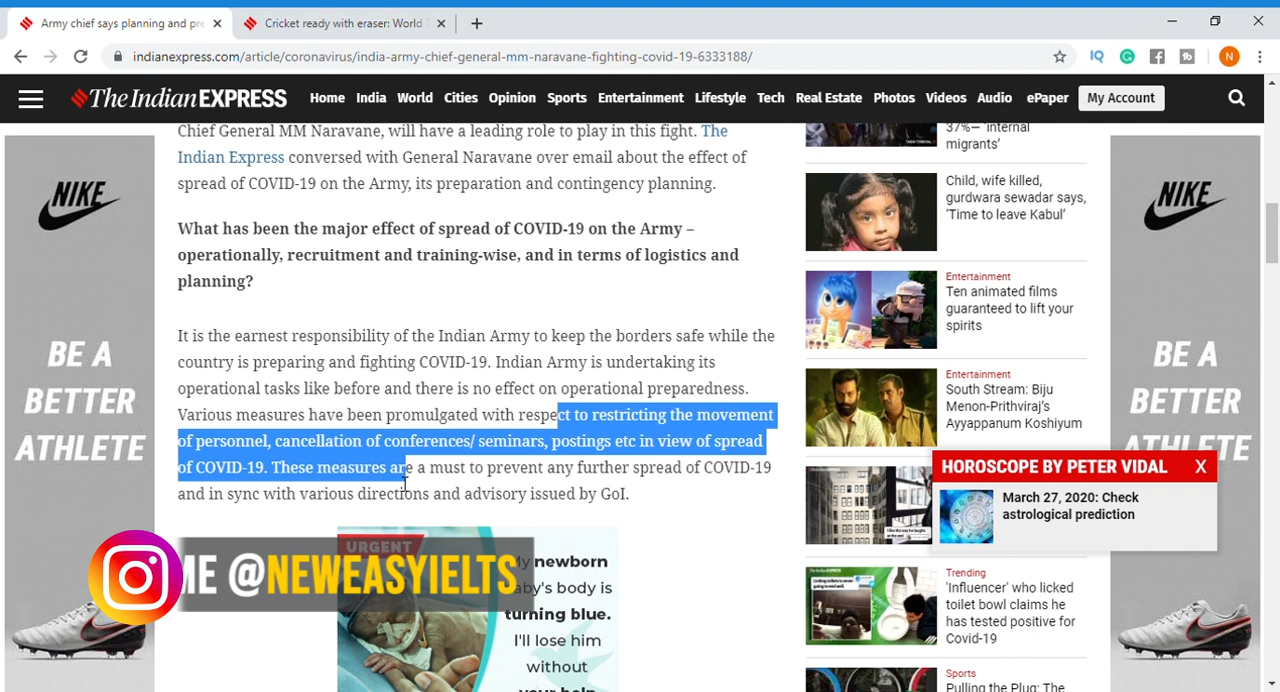 Army chief says planning and pre
Cricket ready with eraser: World
indianexpress.com/article/coronavirus/india-army-chief-general-mm-naravane-fighting-covid-19-6333188/
IQ
N
The Indian EXPRESS
Home India World Cities Opinion Sports Entertainment Lifestyle Tech Real Estate Photos Videos Audio ePaper My Account
Chief General MM Naravane, will have a leading role to play in this fight. The
Indian Express conversed with General Naravane over email about the effect of
spread of COVID-19 on the Army, its preparation and contingency planning.
What has been the major effect of spread of COVID-19 on the Army –
operationally, recruitment and training-wise, and in terms of logistics and
planning?
It is the earnest responsibility of the Indian Army to keep the borders safe while the
country is preparing and fighting COVID-19. Indian Army is undertaking its
operational tasks like before and there is no effect on operational preparedness.
Various measures have been promulgated with respect to restricting the movement
of personnel, cancellation of conferences/ seminars, postings etc in view of spread
of COVID-19. These measures are a must to prevent any further spread of COVID-19
and in sync with various directions and advisory issued by GoI.
URGENT
My newborn
baby's body is
turning blue.
I'll lose him
without
your help
ME @NEWEASYIELTS
NIKE
BE A
BETTER
ATHLETE
37%— 'internal
migrants'
Child, wife killed,
gurdwara sewadar says,
'Time to leave Kabul'
Entertainment
Ten animated films
guaranteed to lift your
spirits
Entertainment
South Stream: Biju
Menon-Prithviraj's
Ayyappanum Koshiyum
HOROSCOPE BY PETER VIDAL X
March 27, 2020: Check
astrological prediction
Trending
'Influencer' who licked
toilet bowl claims he
has tested positive for
Covid-19
Sports
Pulling the Plug: The
NIKE
BE A
BETTER
ATHLETE